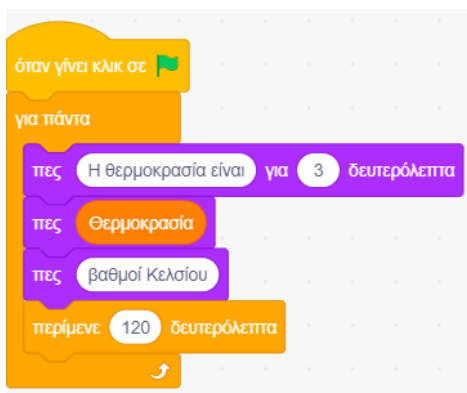 όταν γίνει κλικ σε
για πάντα
πες Η θερμοκρασία είναι για 3 δευτερόλεπτα
πες Θερμοκρασία
πες βαθμοί Κελσίου
περίμενε 120 δευτερόλεπτα